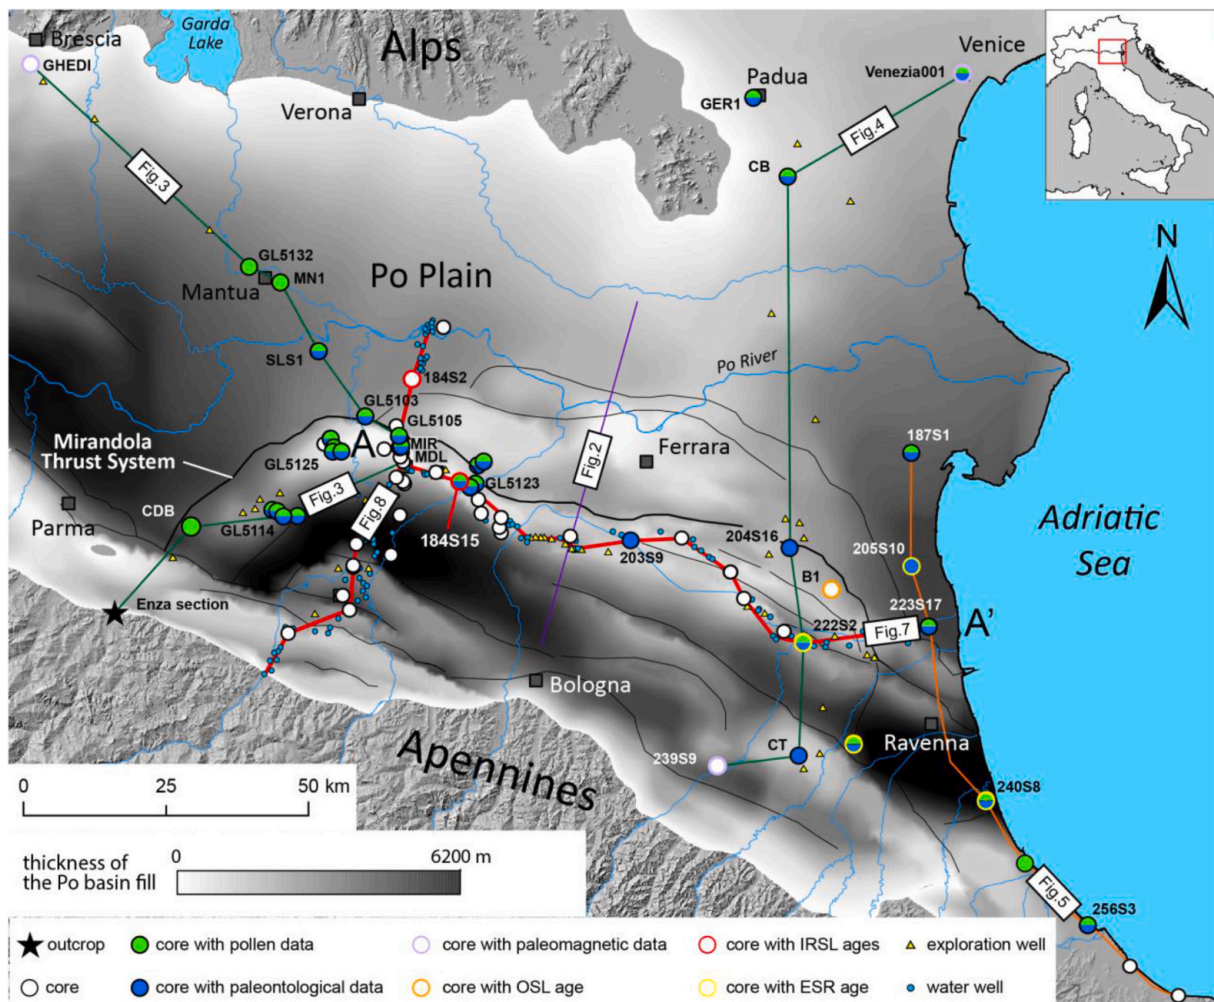 Brescia
Garda
Lake
Alps
Venice
GHEDI
Verona
Padua
Venezia001
GER1
Fig.4
CB
Fig.3
N
GL5132
MN1
Mantua
Po Plain
SLS1
Po River
184S2
GL5103
GL5105
A
MIR
MDL
Mirandola
Thrust System
GL5125
Ferrara
187S1
Fig.2
Fig.3
GL5123
CDB
Parma
GL5114
Fig.8
184S15
203S9
204S16
B1
205S10
Adriatic
Sea
Enza section
222S2
Fig.7
223S17
A'
Bologna
Apennines
239S9
CT
Ravenna
240S8
Fig.5
256S3
0 50 km
thickness of
the Po basin fill
0 6200 m
outcrop core with pollen data core with paleomagnetic data core with IRSL ages exploration well
core core with paleontological data core with OSL age core with ESR age water well